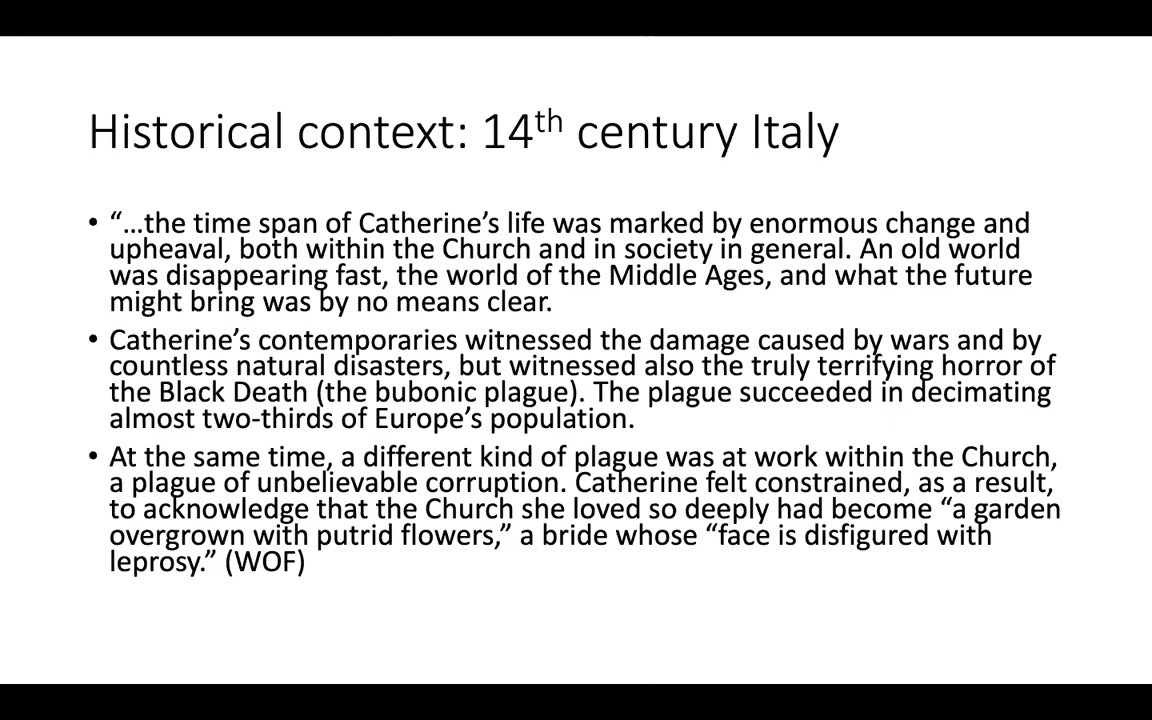 Historical context: 14th century Italy
• “…the time span of Catherine’s life was marked by enormous change and
upheaval, both within the Church and in society in general. An old world
was disappearing fast, the world of the Middle Ages, and what the future
might bring was by no means clear.
• Catherine’s contemporaries witnessed the damage caused by wars and by
countless natural disasters, but witnessed also the truly terrifying horror of
the Black Death (the bubonic plague). The plague succeeded in decimating
almost two-thirds of Europe’s population.
• At the same time, a different kind of plague was at work within the Church,
a plague of unbelievable corruption. Catherine felt constrained, as a result,
to acknowledge that the Church she loved so deeply had become “a garden
overgrown with putrid flowers,” a bride whose “face is disfigured with
leprosy.” (WOF)